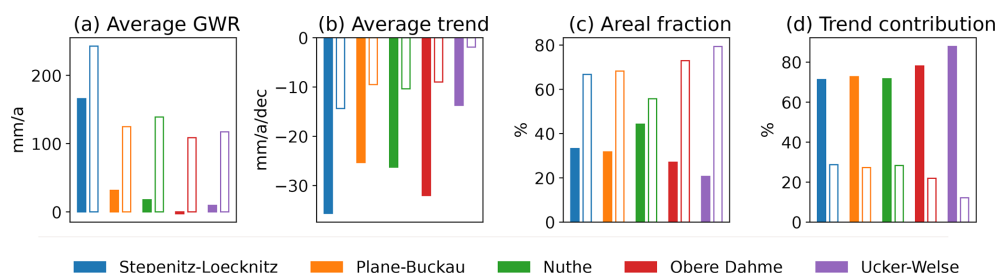 (a) Average GWR
mm/a
200
100
0
(b) Average trend
mm/a/dec
0
−10
−20
−30
(c) Areal fraction
%
80
60
40
20
0
(d) Trend contribution
%
80
60
40
20
0
Stepenitz-Loecknitz Plane-Buckau Nuthe Obere Dahme Ucker-Welse